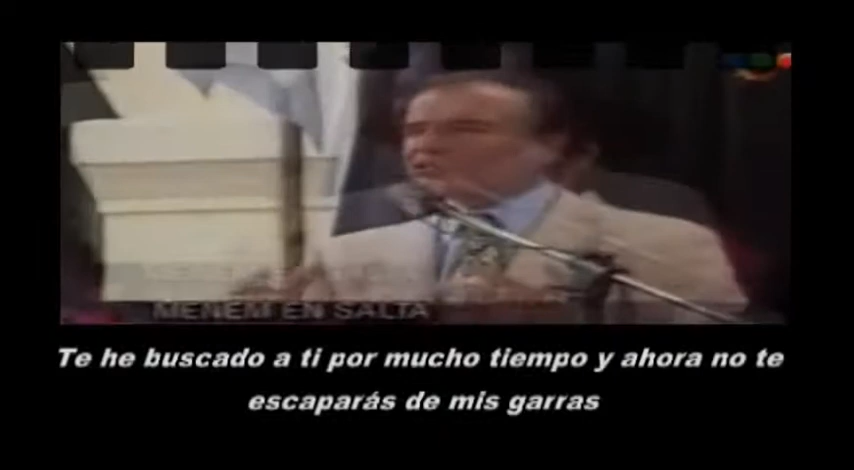 MENEM EN SALTA
Te he buscado a ti por mucho tiempo y ahora no te
escaparás de mis garras